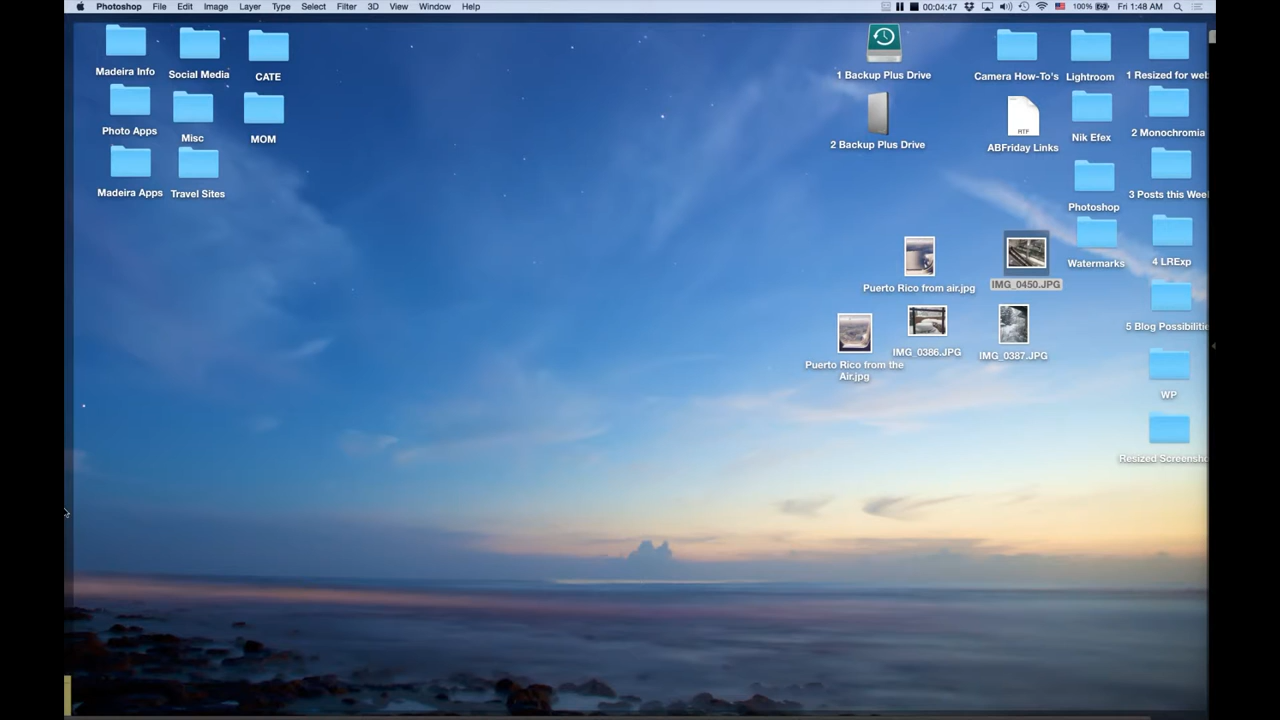 Photoshop File Edit Image Layer Type Select Filter 3D View Window Help 00:04:47 100% Fri 1:48 AM
Madeira Info
Social Media
CATE
Photo Apps
Misc
MOM
Madeira Apps
Travel Sites
1 Backup Plus Drive
2 Backup Plus Drive
Camera How-To's
Lightroom
1 Resized for web
RTF
ABFriday Links
Nik Efex
2 Monochromia
Photoshop
3 Posts this Wee
Puerto Rico from air.jpg
IMG_0450.JPG
Watermarks
4 LRExp
Puerto Rico from the
Air.jpg
IMG_0386.JPG
IMG_0387.JPG
5 Blog Possibilitie
WP
Resized Screensho